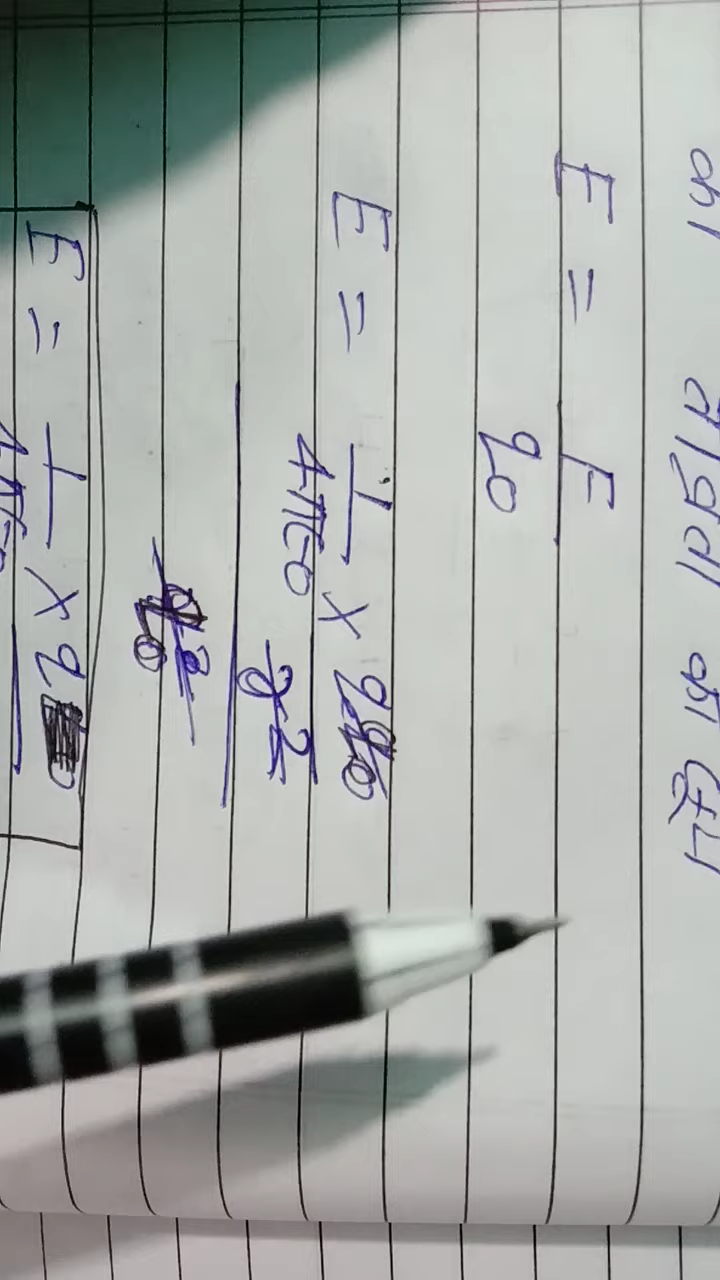 की तीव्रता का सूत्र
E = F / q₀
E = 1 / 4πε₀ × qq₀ / r² / q₀
E = 1 / 4πε₀ × q